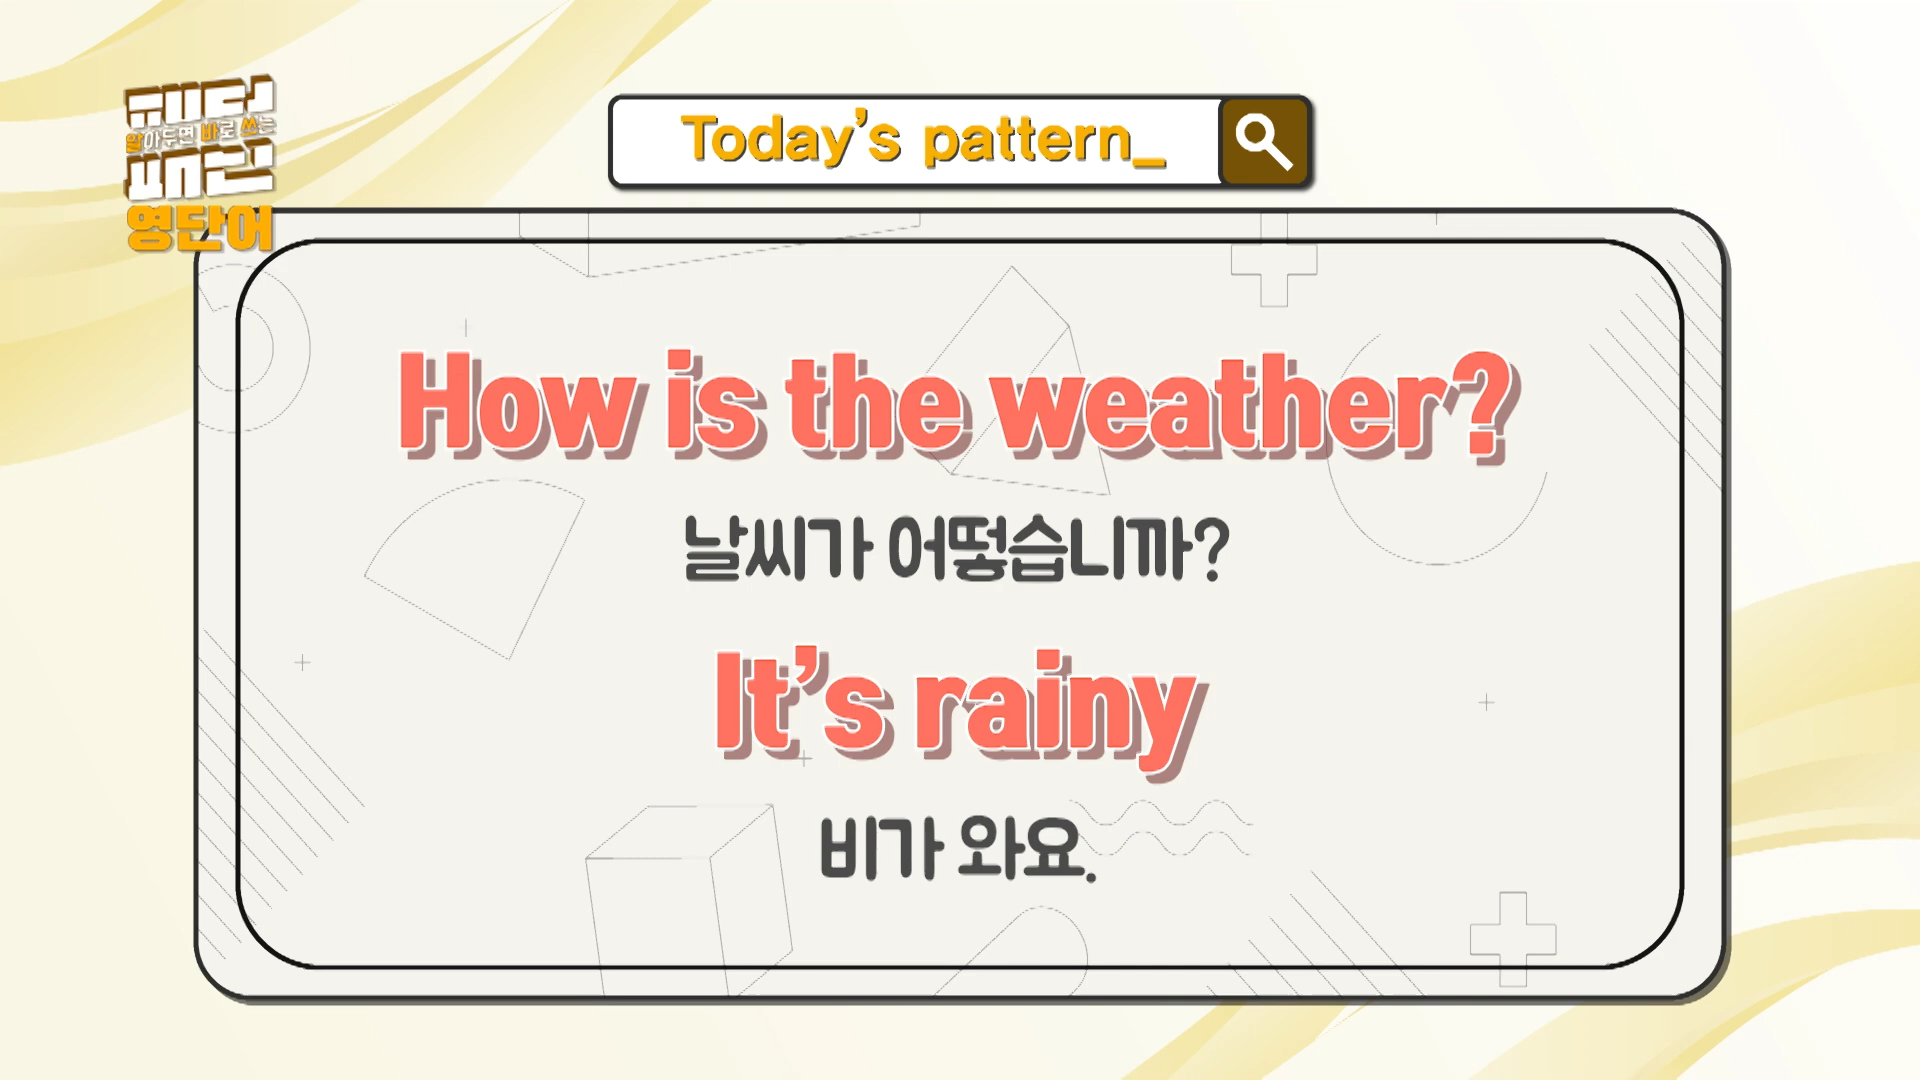 알아두면 바로 쓰는
패턴
영단어
Today's pattern_
How is the weather?
날씨가 어떻습니까?
It's rainy
비가 와요.